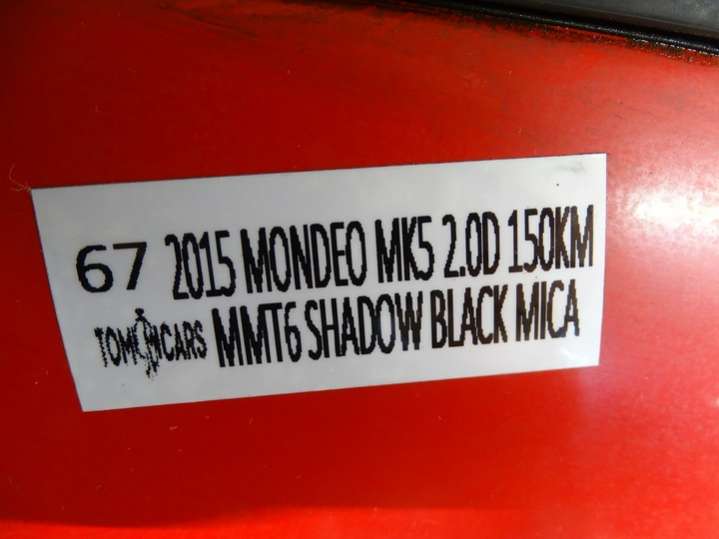 67 2015 MONDEO MK5 2.0D 150KM
TOM CARS MMT6 SHADOW BLACK MICA